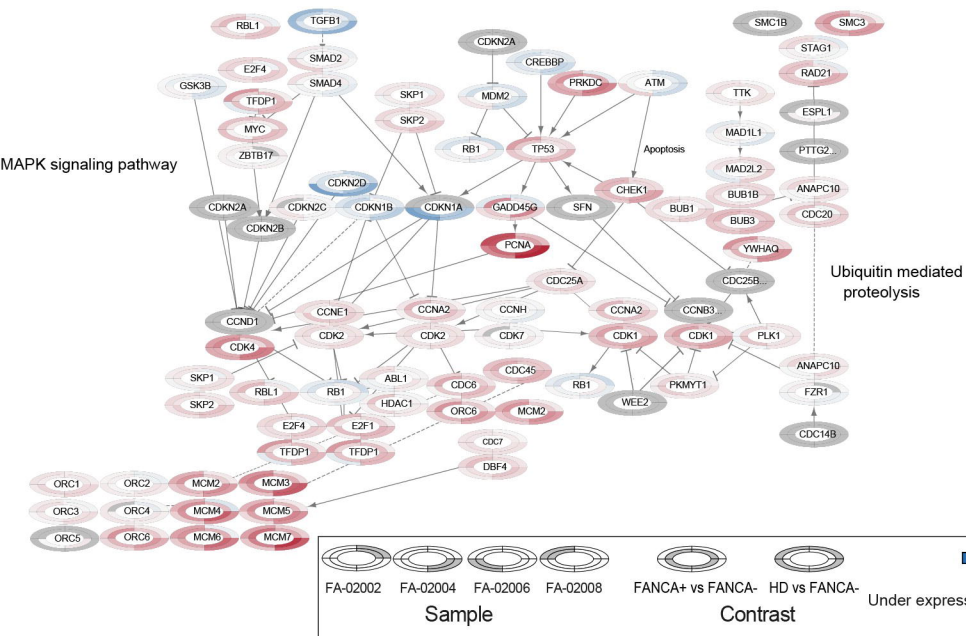 RBL1
TGFB1
SMC1B
SMC3
CDKN2A
STAG1
SMAD2
CREBBP
E2F4
RAD21
GSK3B
SMAD4
PRKDC
ATM
TTK
SKP1
MDM2
TFDP1
ESPL1
SKP2
MYC
MAD1L1
RB1
TP53
Apoptosis
PTTG2...
ZBTB17
MAPK signaling pathway
MAD2L2
CDKN2D
CHEK1
ANAPC10
BUB1B
CDKN2A
CDKN2C
CDKN1B
CDKN1A
GADD45G
SFN
BUB1
CDC20
BUB3
CDKN2B
PCNA
YWHAQ
Ubiquitin mediated
proteolysis
CDC25A
CDC25B...
CCNE1
CCNA2
CCNH
CCNA2
CCNB3...
CCND1
CDK2
CDK2
CDK7
CDK1
CDK1
PLK1
CDK4
ANAPC10
SKP1
ABL1
CDC6
CDC45
RB1
PKMYT1
RBL1
RB1
FZR1
SKP2
HDAC1
ORC6
MCM2
WEE2
E2F4
E2F1
CDC14B
CDC7
TFDP1
TFDP1
DBF4
ORC1
ORC2
MCM2
MCM3
ORC3
ORC4
MCM4
MCM5
ORC5
ORC6
MCM6
MCM7
FA-02002
FA-02004
FA-02006
FA-02008
FANCA+ vs FANCA-
HD vs FANCA-
Under express
Sample
Contrast